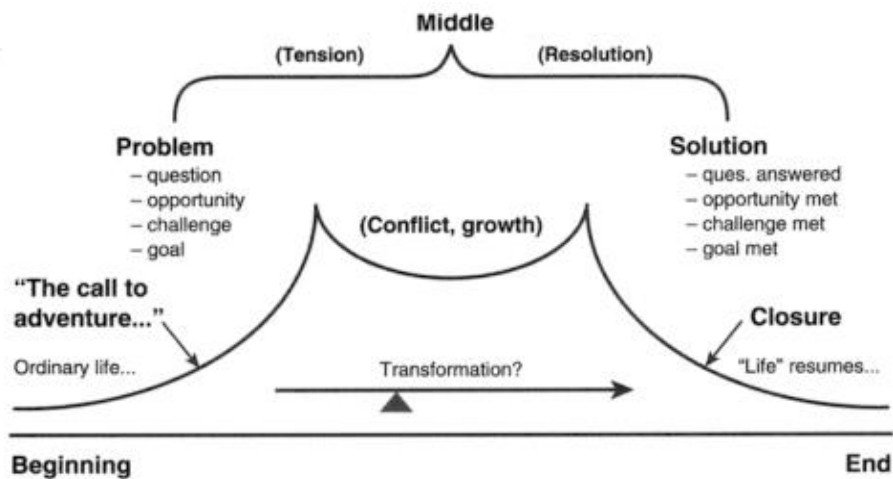 Middle
(Tension)
(Resolution)
Problem
– question
– opportunity
– challenge
– goal
Solution
– ques. answered
– opportunity met
– challenge met
– goal met
(Conflict, growth)
“The call to
adventure...”
Closure
Ordinary life...
Transformation?
“Life” resumes...
Beginning
End